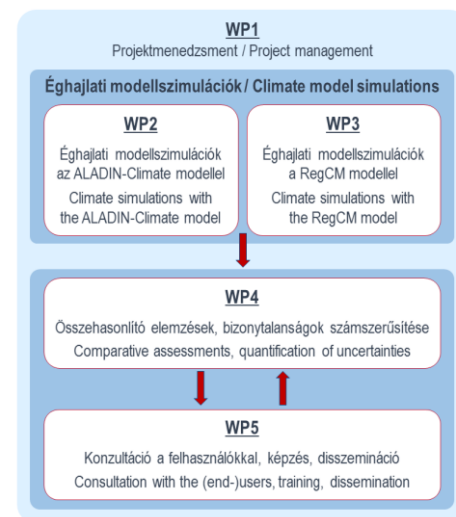 WP1
Projektmenedzsment / Project management
Éghajlati modellszimulációk / Climate model simulations
WP2
Éghajlati modellszimulációk
az ALADIN-Climate modellel
Climate simulations with
the ALADIN-Climate model
WP3
Éghajlati modellszimulációk
a RegCM modellel
Climate simulations with
the RegCM model
WP4
Összehasonlító elemzések, bizonytalanságok számszerűsítése
Comparative assessments, quantification of uncertainties
WP5
Konzultáció a felhasználókkal, képzés, disszemináció
Consultation with the (end-)users, training, dissemination